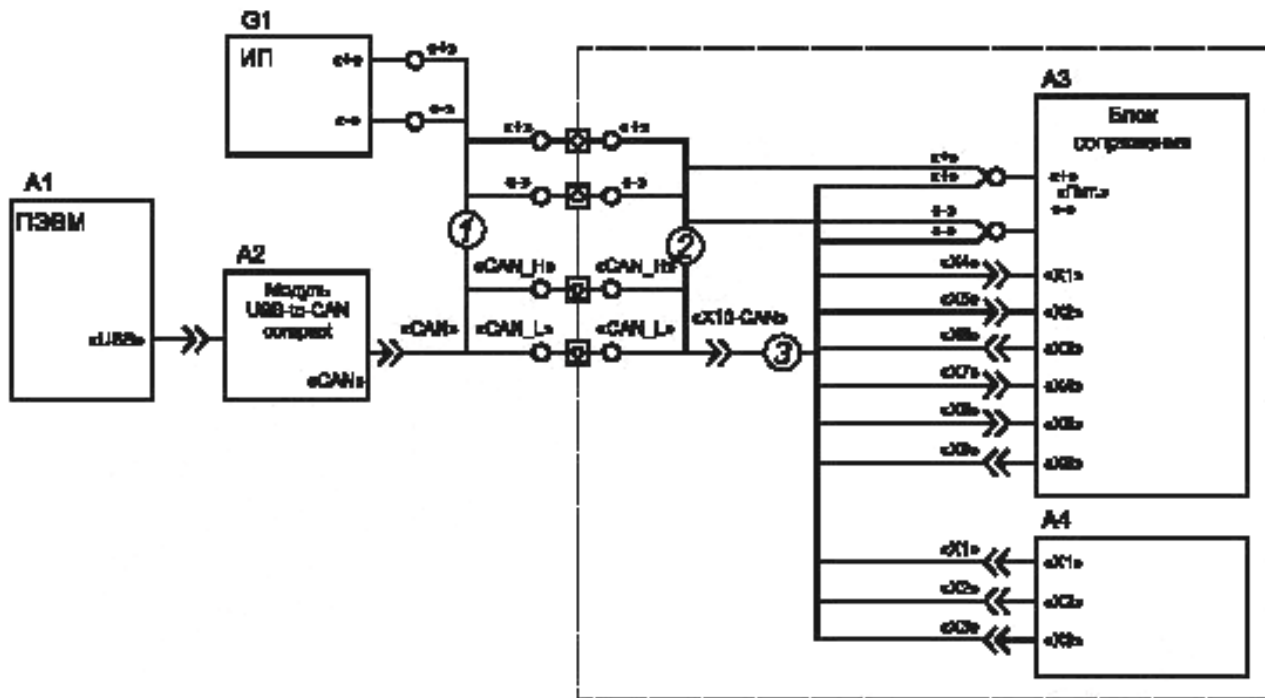 G1
ИП
«+»
«-»
«+»
«-»
A1
ПЭВМ
«USB»
A2
Модуль
USB-to-CAN
compact
«CAN»
«CAN»
1
«+»
«-»
«CAN_H»
«CAN_L»
«+»
«-»
«CAN_H»
«CAN_L»
2
«X10-CAN»
3
A3
Блок
сопряжения
«+»
«+»
«+»
«Пит.»
«-»
«-»
«-»
«X4» «X1»
«X5» «X2»
«X3»
«X7» «X4»
A4
«X1» «X1»
«X2» «X2»
«X3» «X3»